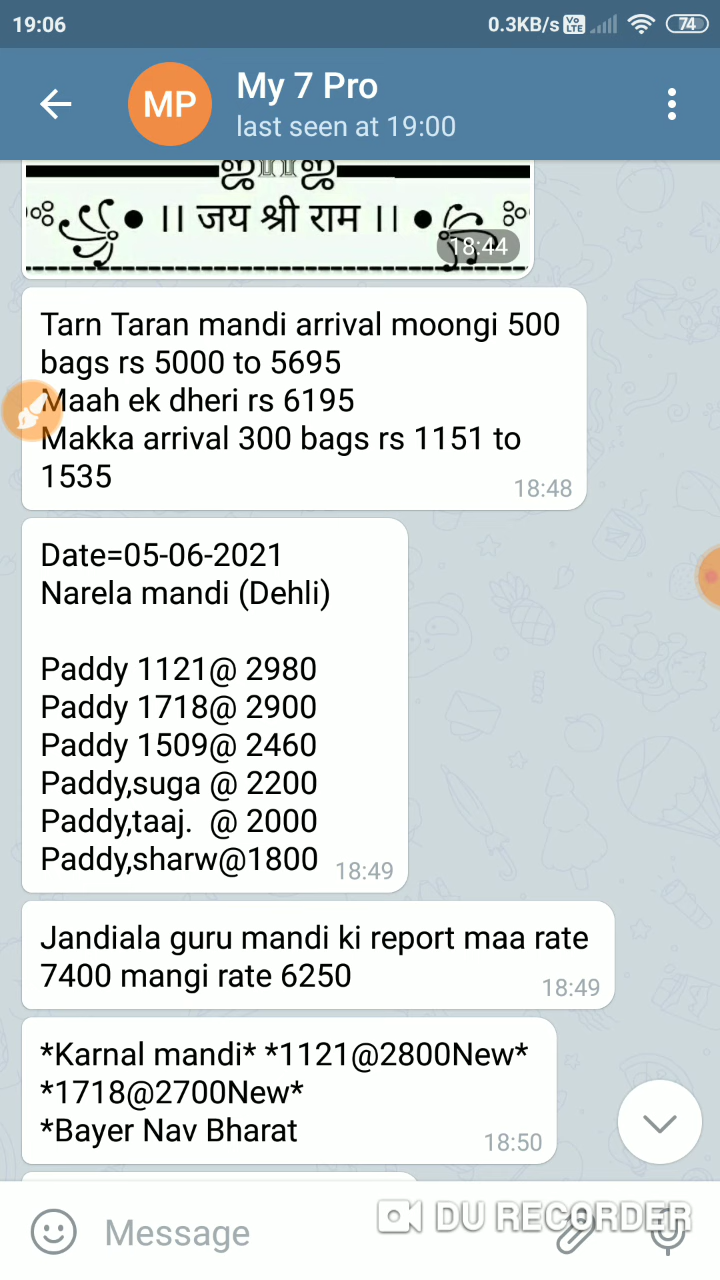 19:06
0.3KB/s VoLTE 74
MP
My 7 Pro
last seen at 19:00
।। जय श्री राम ।।
18:44
Tarn Taran mandi arrival moongi 500
bags rs 5000 to 5695
Maah ek dheri rs 6195
Makka arrival 300 bags rs 1151 to
1535
18:48
Date=05-06-2021
Narela mandi (Dehli)
Paddy 1121@ 2980
Paddy 1718@ 2900
Paddy 1509@ 2460
Paddy,suga @ 2200
Paddy,taaj.  @ 2000
Paddy,sharw@1800
18:49
Jandiala guru mandi ki report maa rate
7400 mangi rate 6250
18:49
*Karnal mandi* *1121@2800New*
*1718@2700New*
*Bayer Nav Bharat
18:50
Message
DU RECORDER